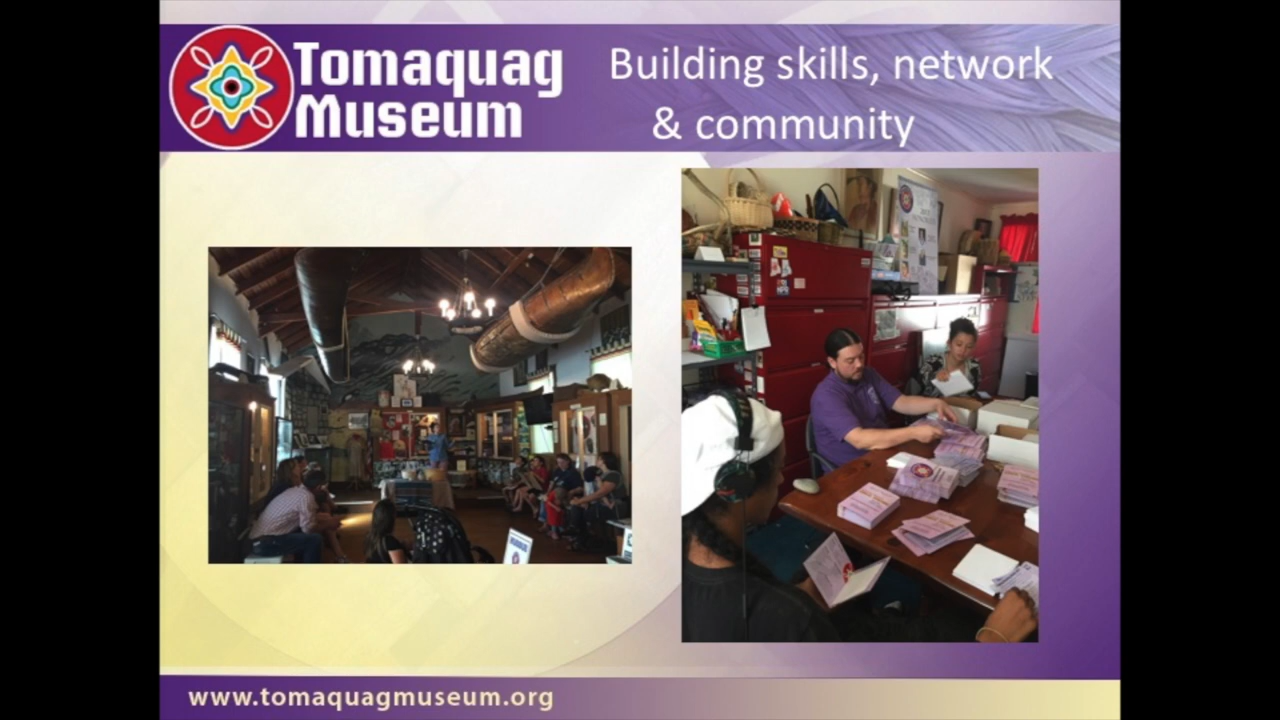 Tomaquag
Museum
Building skills, network
& community
www.tomaquagmuseum.org